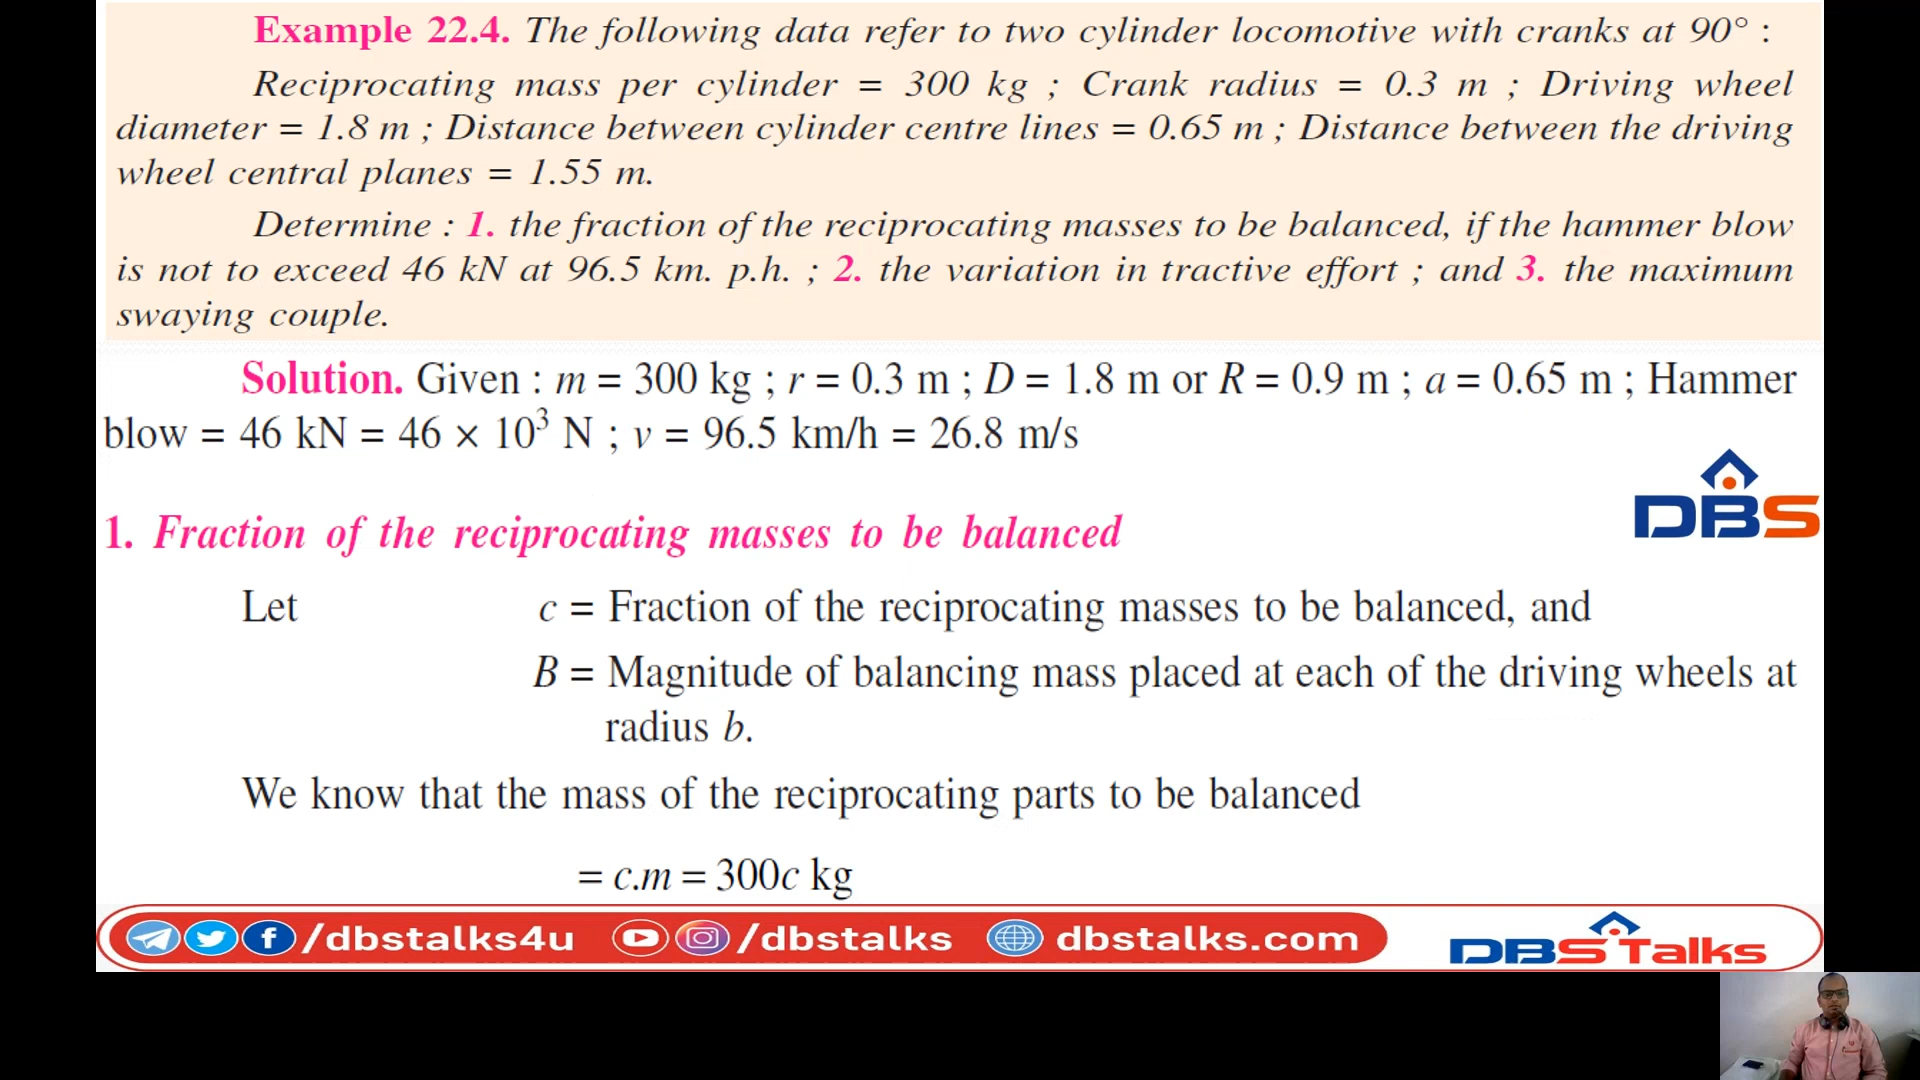 Example 22.4. The following data refer to two cylinder locomotive with cranks at 90° :
Reciprocating mass per cylinder = 300 kg ; Crank radius = 0.3 m ; Driving wheel
diameter = 1.8 m ; Distance between cylinder centre lines = 0.65 m ; Distance between the driving
wheel central planes = 1.55 m.
Determine : 1. the fraction of the reciprocating masses to be balanced, if the hammer blow
is not to exceed 46 kN at 96.5 km. p.h. ; 2. the variation in tractive effort ; and 3. the maximum
swaying couple.
Solution. Given : m = 300 kg ; r = 0.3 m ; D = 1.8 m or R = 0.9 m ; a = 0.65 m ; Hammer
blow = 46 kN = 46 × 10³ N ; v = 96.5 km/h = 26.8 m/s
DBS
1. Fraction of the reciprocating masses to be balanced
Let c = Fraction of the reciprocating masses to be balanced, and
B = Magnitude of balancing mass placed at each of the driving wheels at
radius b.
We know that the mass of the reciprocating parts to be balanced
= c.m = 300c kg
/dbstalks4u /dbstalks dbstalks.com DBS Talks